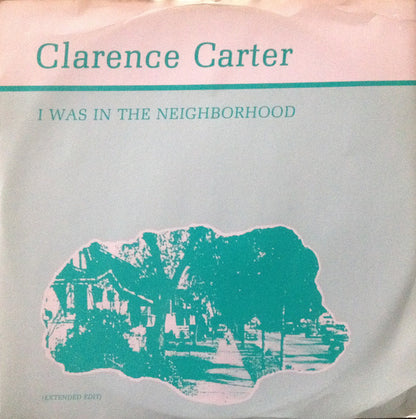 Clarence Carter
I WAS IN THE NEIGHBORHOOD
(EXTENDED EDIT)